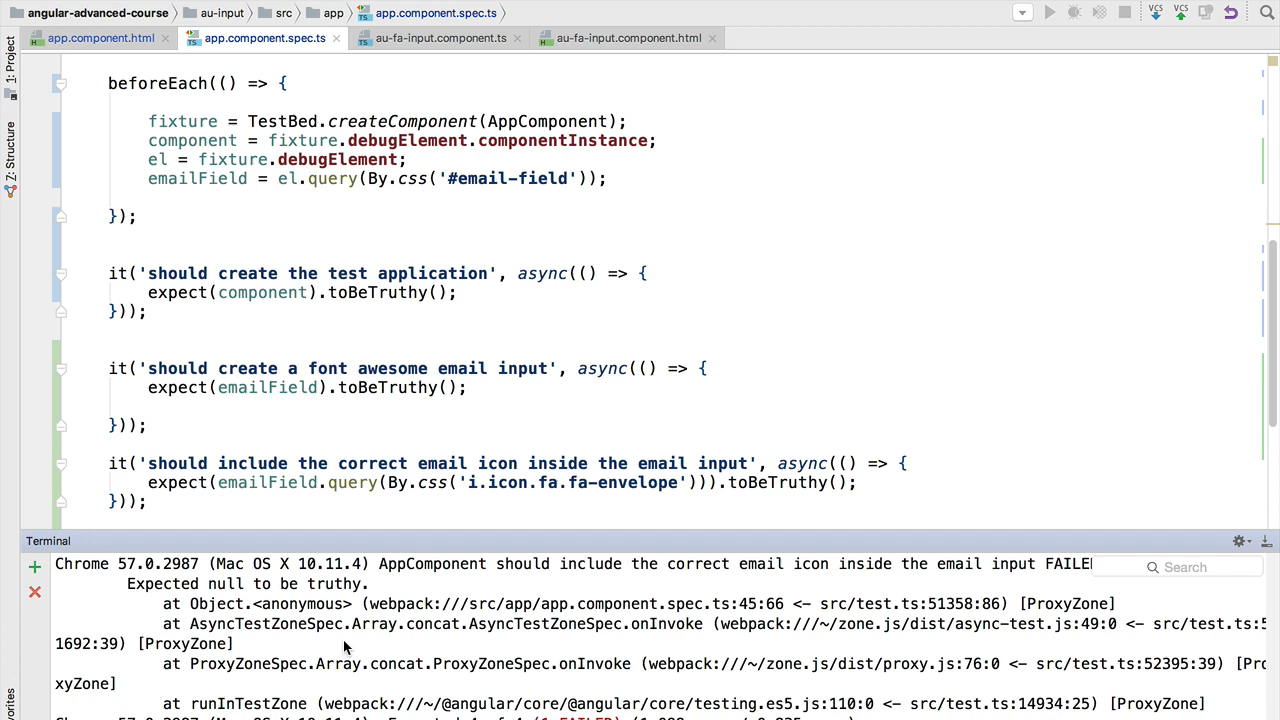 angular-advanced-course au-input src app app.component.spec.ts VCS VCS
app.component.html app.component.spec.ts au-fa-input.component.ts au-fa-input.component.html
1: Project
Z: Structure
beforeEach(() => {
fixture = TestBed.createComponent(AppComponent);
component = fixture.debugElement.componentInstance;
el = fixture.debugElement;
emailField = el.query(By.css('#email-field'));
});
it('should create the test application', async(() => {
expect(component).toBeTruthy();
}));
it('should create a font awesome email input', async(() => {
expect(emailField).toBeTruthy();
}));
it('should include the correct email icon inside the email input', async(() => {
expect(emailField.query(By.css('i.icon.fa.fa-envelope'))).toBeTruthy();
}));
Terminal
Search
Chrome 57.0.2987 (Mac OS X 10.11.4) AppComponent should include the correct email icon inside the email input FAILE
Expected null to be truthy.
at Object.<anonymous> (webpack:///src/app/app.component.spec.ts:45:66 <- src/test.ts:51358:86) [ProxyZone]
at AsyncTestZoneSpec.Array.concat.AsyncTestZoneSpec.onInvoke (webpack:///~/zone.js/dist/async-test.js:49:0 <- src/test.ts:5
1692:39) [ProxyZone]
at ProxyZoneSpec.Array.concat.ProxyZoneSpec.onInvoke (webpack:///~/zone.js/dist/proxy.js:76:0 <- src/test.ts:52395:39) [Pro
xyZone]
at runInTestZone (webpack:///~/@angular/core/@angular/core/testing.es5.js:110:0 <- src/test.ts:14934:25) [ProxyZone]
vorites